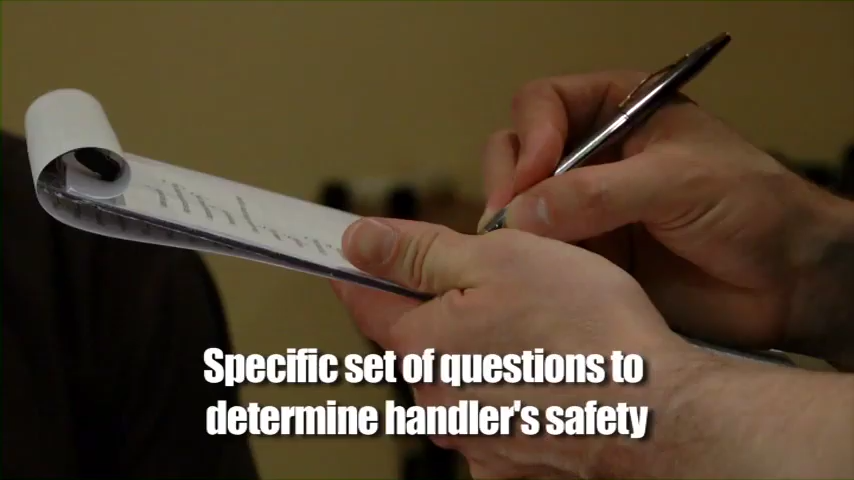 Specific set of questions to
determine handler's safety